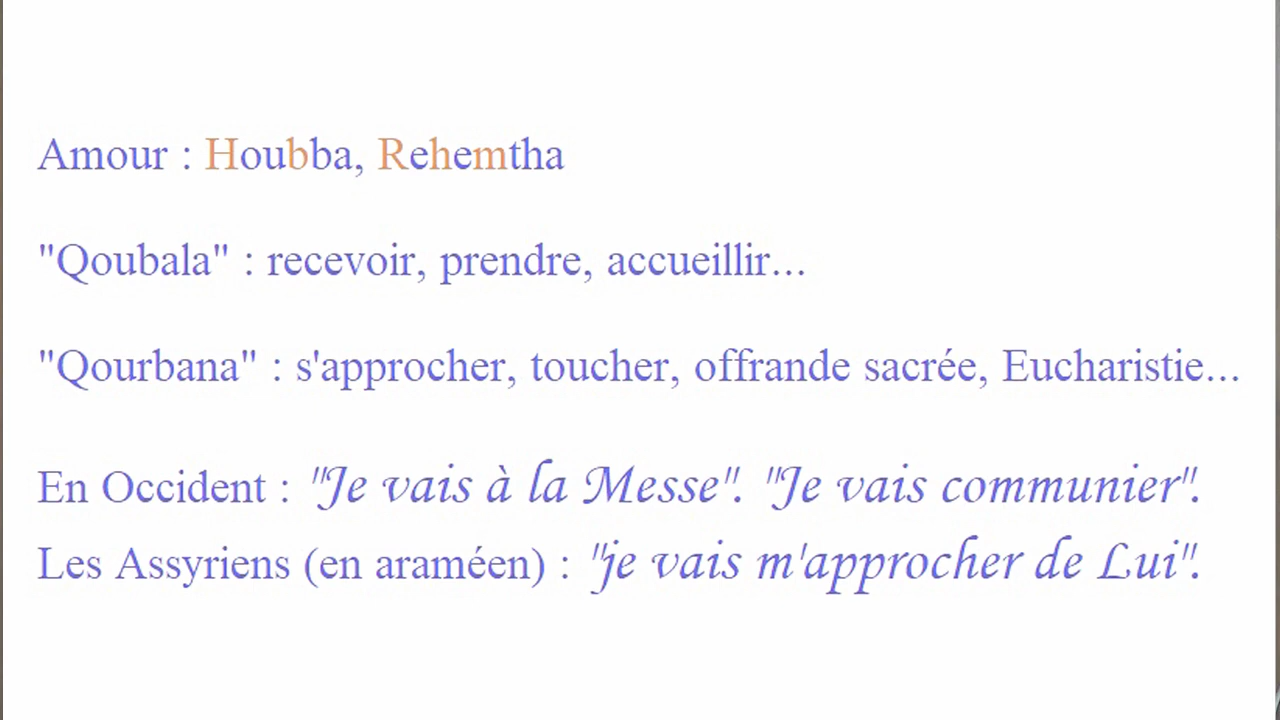 Amour : Houbba, Rehemtha
"Qoubala" : recevoir, prendre, accueillir...
"Qourbana" : s'approcher, toucher, offrande sacrée, Eucharistie...
En Occident : "Je vais à la Messe". "Je vais communier".
Les Assyriens (en araméen) : "je vais m'approcher de Lui".